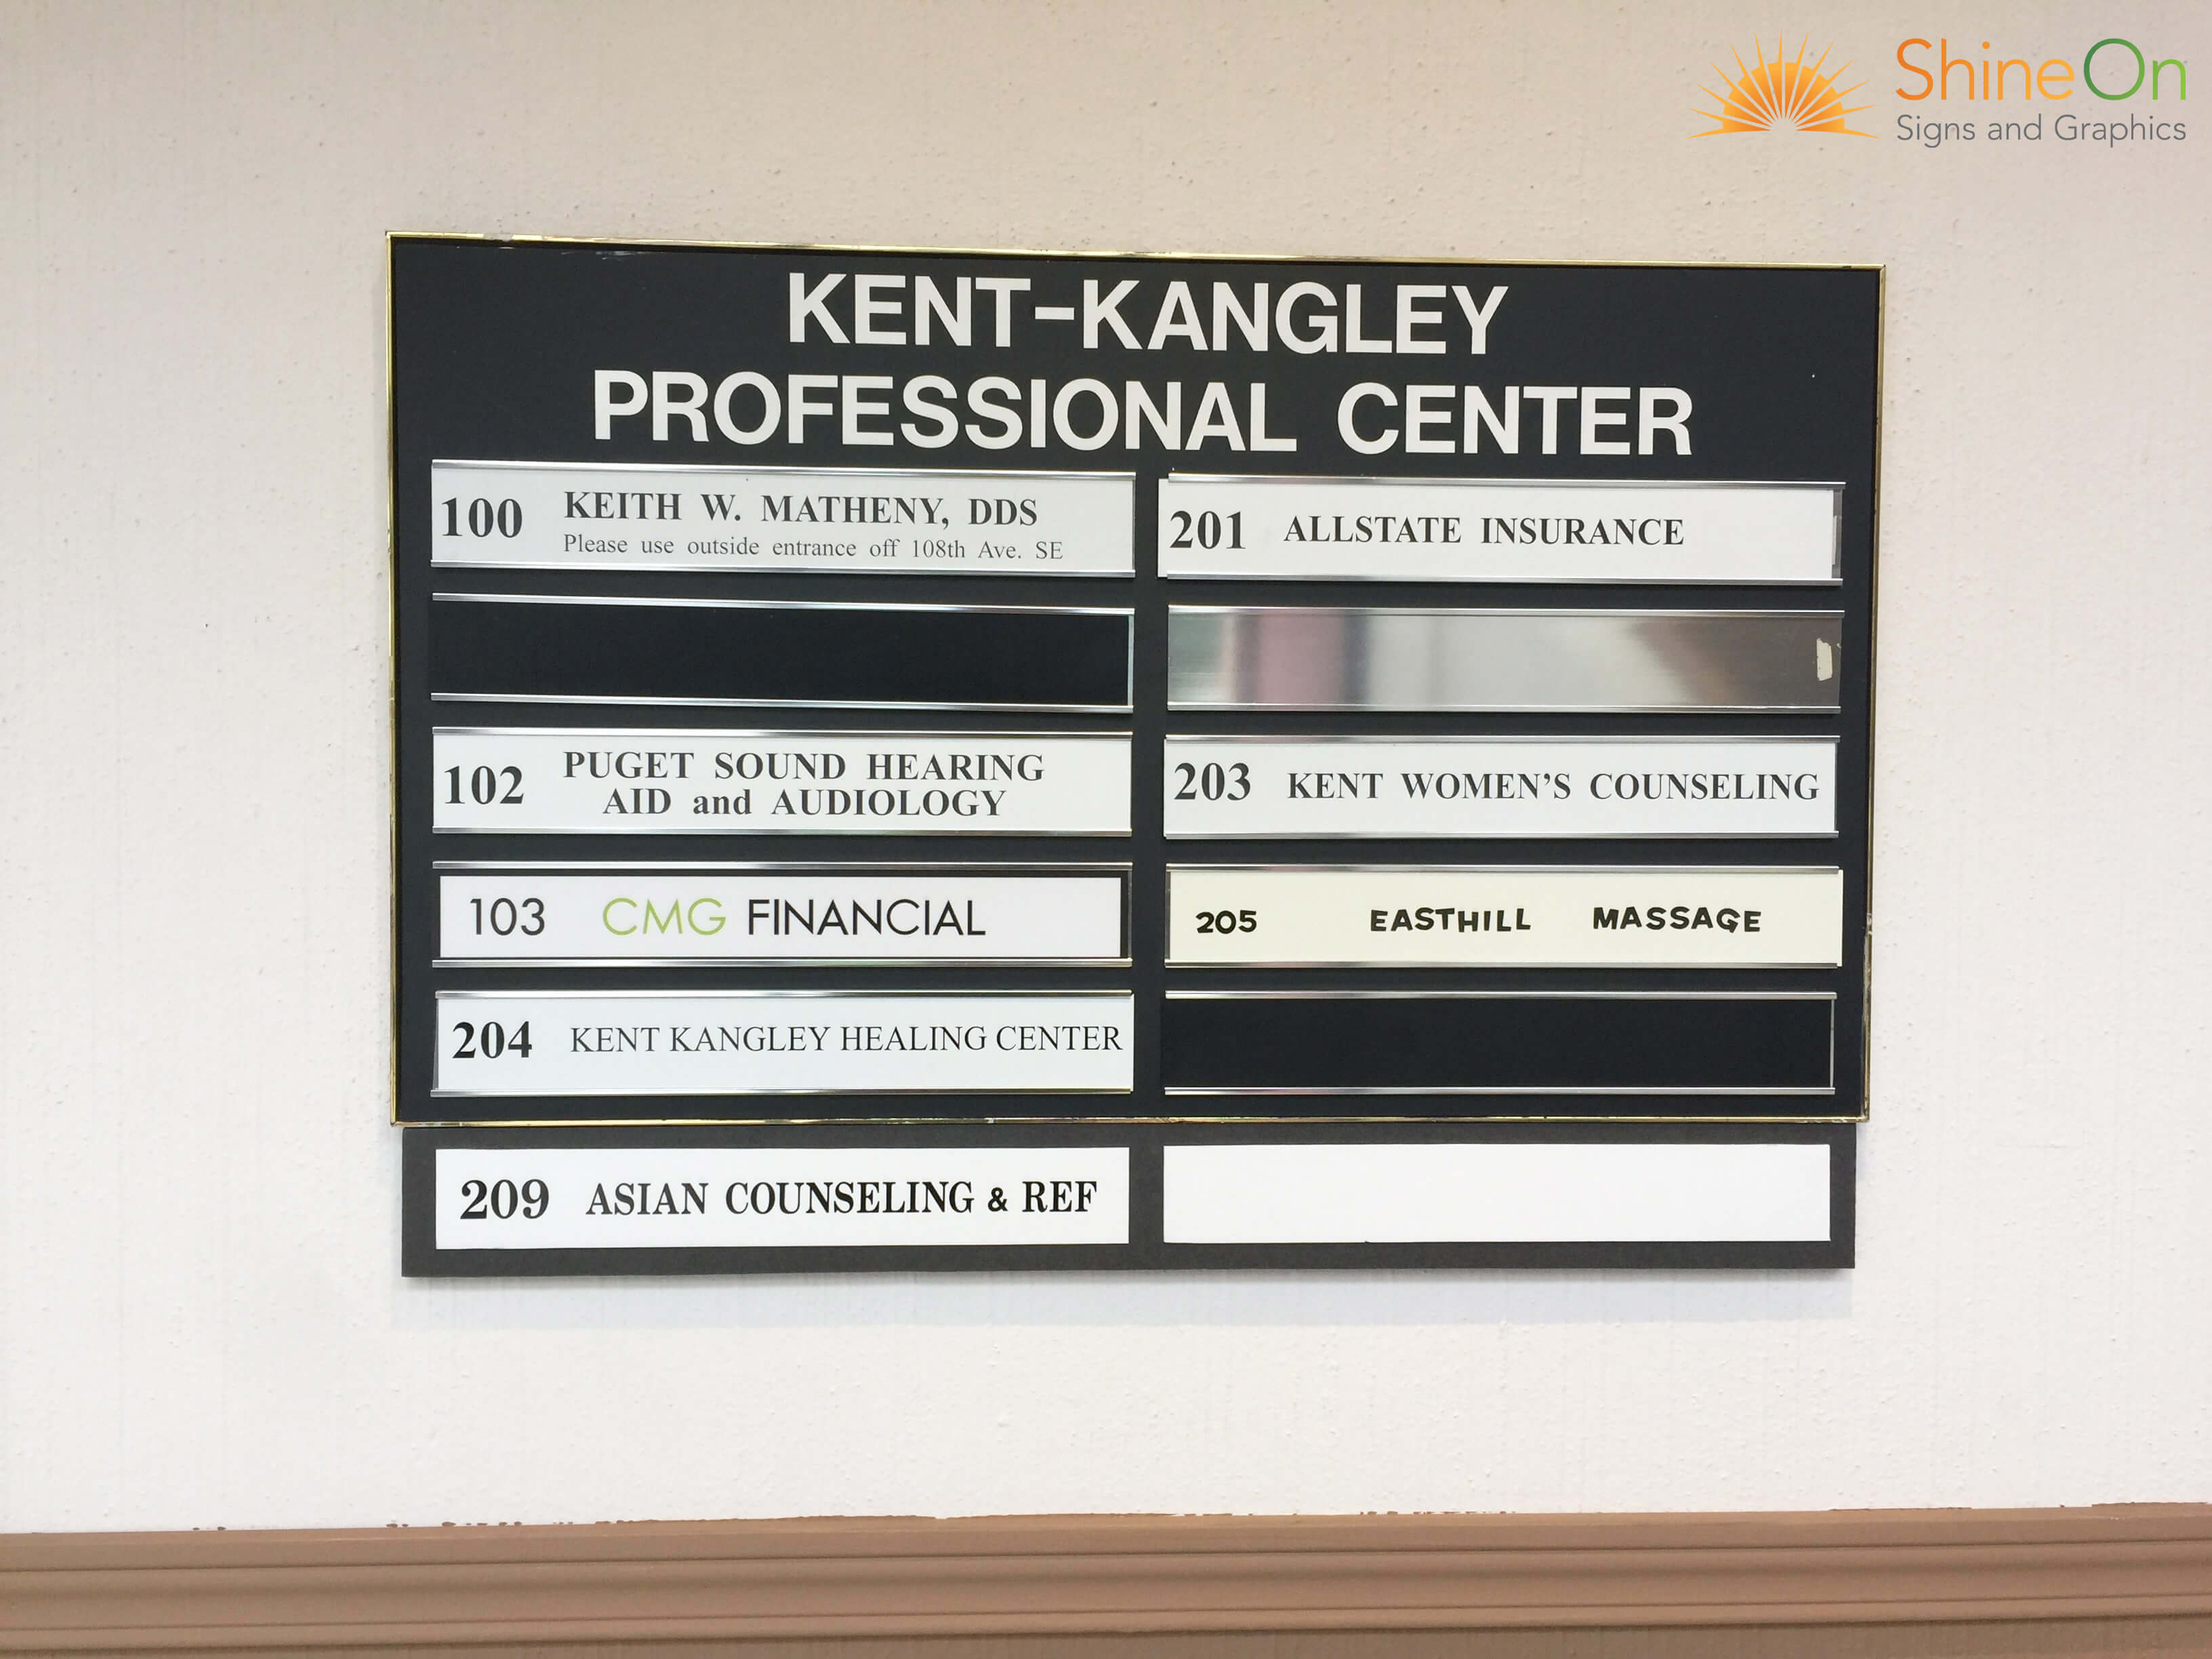 ShineOn
Signs and Graphics
KENT-KANGLEY
PROFESSIONAL CENTER
100 KEITH W. MATHENY, DDS
Please use outside entrance off 108th Ave. SE
201 ALLSTATE INSURANCE
102 PUGET SOUND HEARING
AID and AUDIOLOGY
203 KENT WOMEN'S COUNSELING
103 CMG FINANCIAL
205 EASTHILL MASSAGE
204 KENT KANGLEY HEALING CENTER
209 ASIAN COUNSELING & REF